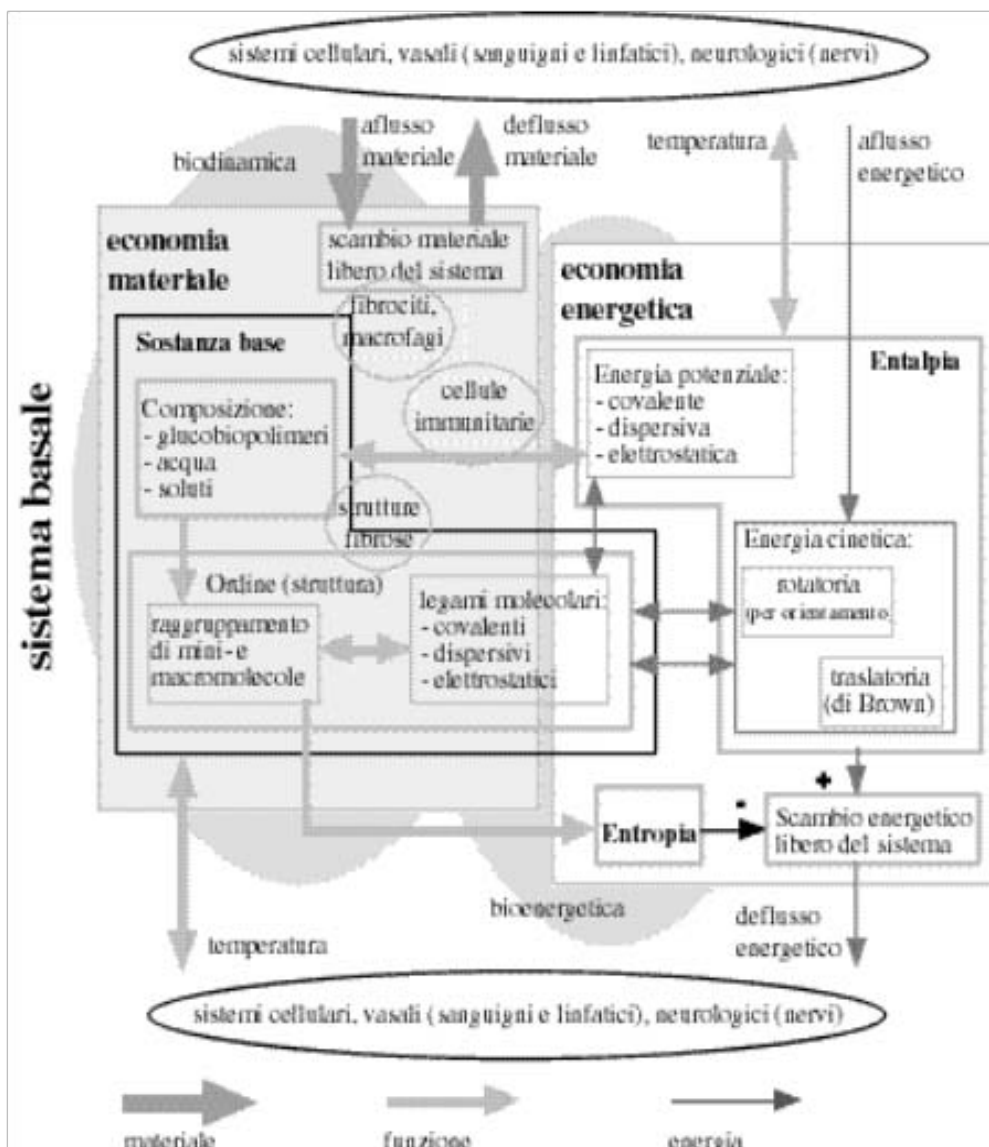 sistemi cellulari, vasali (sanguigni e linfatici), neurologici (nervi)
aflusso
materiale
deflusso
materiale
temperatura
aflusso
energetico
biodinamica
economia
materiale
scambio materiale
libero del sistema
economia
energetica
fibrociti,
macrofagi
Sostanza base
Entalpia
Energia potenziale:
- covalente
- dispersiva
- elettrostatica
cellule
immunitarie
Composizione:
- glucobiopolimeri
- acqua
- soluti
sistema basale
strutture
fibrose
Energia cinetica:
rotatoria
(per orientamento)
Ordine (struttura)
legami molecolari:
- covalenti
- dispersivi
- elettrostatici
raggruppamento
di mini- e
macromolecole
traslatoria
(di Brown)
+
-
Entropia
Scambio energetico
libero del sistema
bioenergetica
deflusso
energetico
temperatura
sistemi cellulari, vasali (sanguigni e linfatici), neurologici (nervi)
materiale
funzione
energia